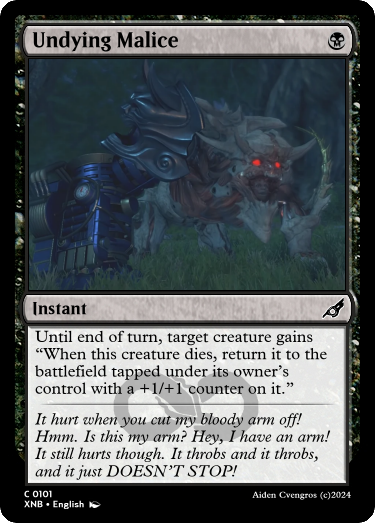 Undying Malice
Instant
Until end of turn, target creature gains
“When this creature dies, return it to the
battlefield tapped under its owner’s
control with a +1/+1 counter on it.”
It hurt when you cut my bloody arm off!
Hmm. Is this my arm? Hey, I have an arm!
It still hurts though. It throbs and it throbs,
and it just DOESN’T STOP!
C 0101
XNB • English
Aiden Cvengros (c)2024